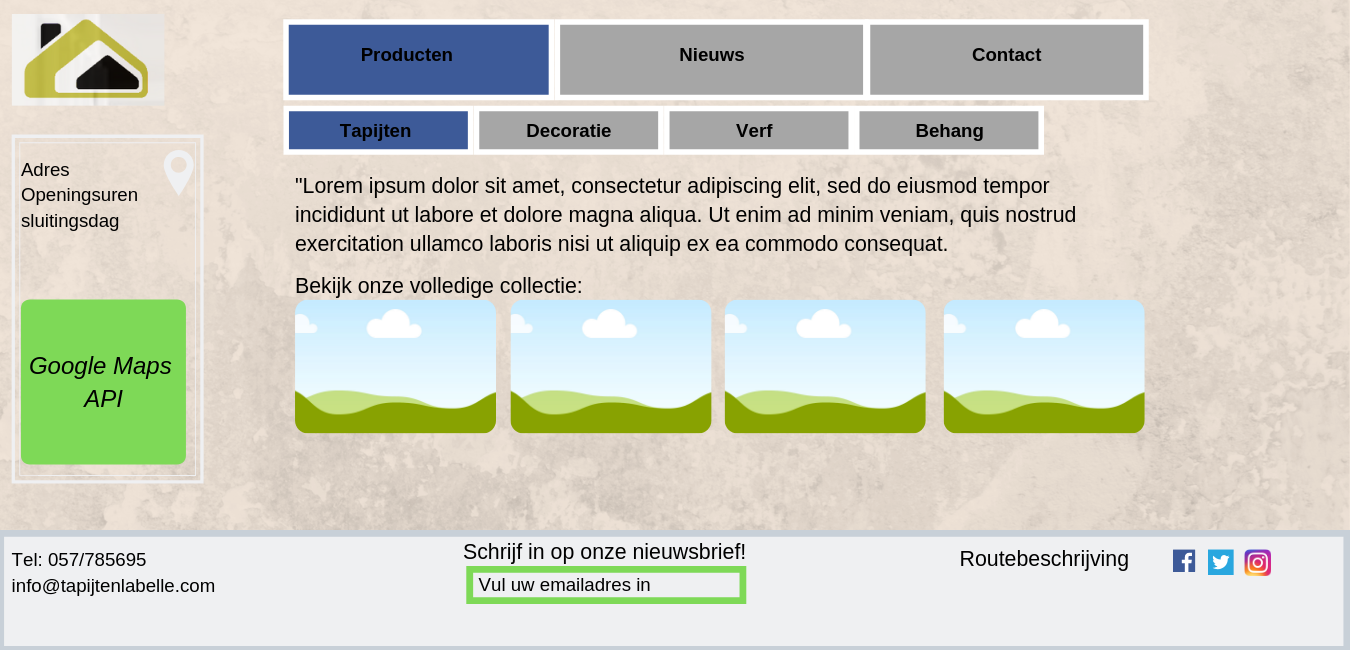 Producten
Nieuws
Contact
Tapijten
Decoratie
Verf
Behang
Adres
Openingsuren
sluitingsdag
Google Maps
API
"Lorem ipsum dolor sit amet, consectetur adipiscing elit, sed do eiusmod tempor
incididunt ut labore et dolore magna aliqua. Ut enim ad minim veniam, quis nostrud
exercitation ullamco laboris nisi ut aliquip ex ea commodo consequat.
Bekijk onze volledige collectie:
Tel: 057/785695
info@tapijtenlabelle.com
Schrijf in op onze nieuwsbrief!
Vul uw emailadres in
Routebeschrijving